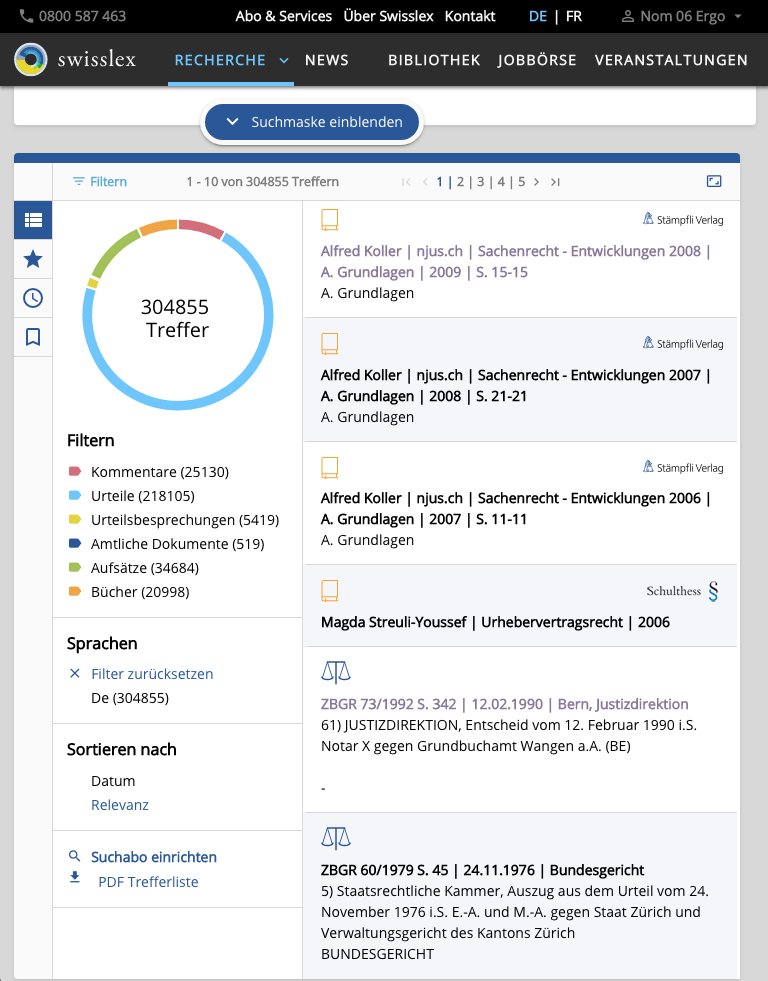 0800 587 463
Abo & Services Über Swisslex Kontakt
DE | FR
Nom 06 Ergo
swisslex
RECHERCHE NEWS BIBLIOTHEK JOBBÖRSE VERANSTALTUNGEN
Suchmaske einblenden
Filtern
1 - 10 von 304855 Treffern
1 | 2 | 3 | 4 | 5
304855
Treffer
Filtern
Kommentare (25130)
Urteile (218105)
Urteilsbesprechungen (5419)
Amtliche Dokumente (519)
Aufsätze (34684)
Bücher (20998)
Sprachen
Filter zurücksetzen
De (304855)
Sortieren nach
Datum
Relevanz
Suchabo einrichten
PDF Trefferliste
Stämpfli Verlag
Alfred Koller | njus.ch | Sachenrecht - Entwicklungen 2008 |
A. Grundlagen | 2009 | S. 15-15
A. Grundlagen
Stämpfli Verlag
Alfred Koller | njus.ch | Sachenrecht - Entwicklungen 2007 |
A. Grundlagen | 2008 | S. 21-21
A. Grundlagen
Stämpfli Verlag
Alfred Koller | njus.ch | Sachenrecht - Entwicklungen 2006 |
A. Grundlagen | 2007 | S. 11-11
A. Grundlagen
Schulthess §
Magda Streuli-Youssef | Urhebervertragsrecht | 2006
ZBGR 73/1992 S. 342 | 12.02.1990 | Bern, Justizdirektion
61) JUSTIZDIREKTION, Entscheid vom 12. Februar 1990 i.S.
Notar X gegen Grundbuchamt Wangen a.A. (BE)
-
ZBGR 60/1979 S. 45 | 24.11.1976 | Bundesgericht
5) Staatsrechtliche Kammer, Auszug aus dem Urteil vom 24.
November 1976 i.S. E.-A. und M.-A. gegen Staat Zürich und
Verwaltungsgericht des Kantons Zürich
BUNDESGERICHT